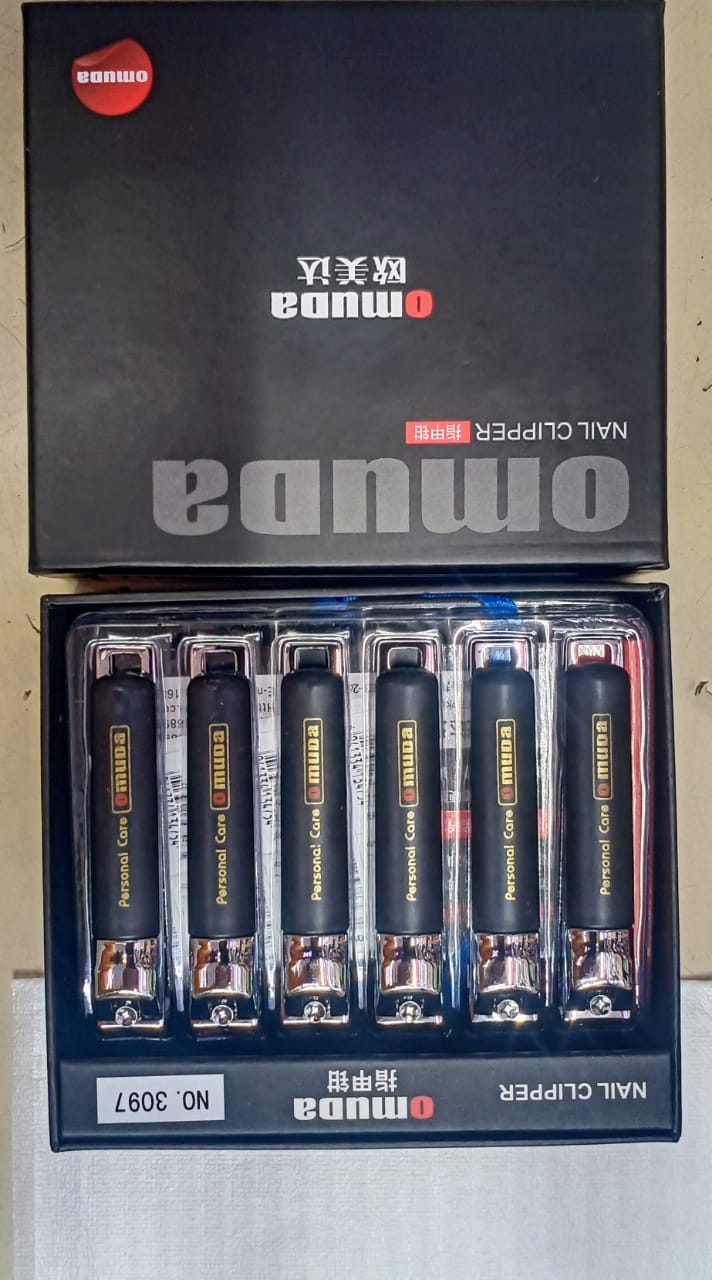 NAIL CLIPPER
omuda
指甲钳
NO. 3097
Personal Care omuda
Personal Care omuda
Personal Care omuda
Personal Care omuda
Personal Care omuda
Personal Care omuda
omuda
NAIL CLIPPER 指甲钳
omuda
欧美达
omuda